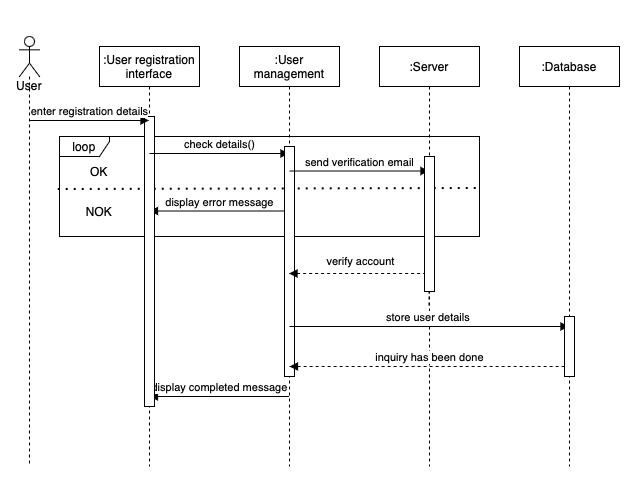 :User registration
interface
:User
management
:Server
:Database
User
enter registration details
loop
check details()
OK
send verification email
NOK
display error message
verify account
store user details
inquiry has been done
display completed message